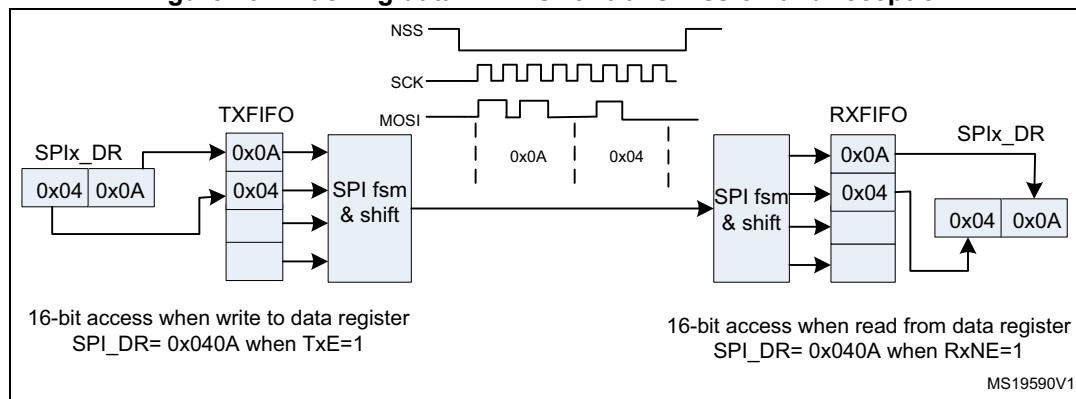 NSS
SCK
MOSI
TXFIFO
RXFIFO
SPIx_DR
SPIx_DR
0x04 0x0A
0x0A
0x04
SPI fsm
& shift
0x0A
0x04
SPI fsm
& shift
0x0A
0x04
0x04 0x0A
16-bit access when write to data register
SPI_DR= 0x040A when TxE=1
16-bit access when read from data register
SPI_DR= 0x040A when RxNE=1
MS19590V1